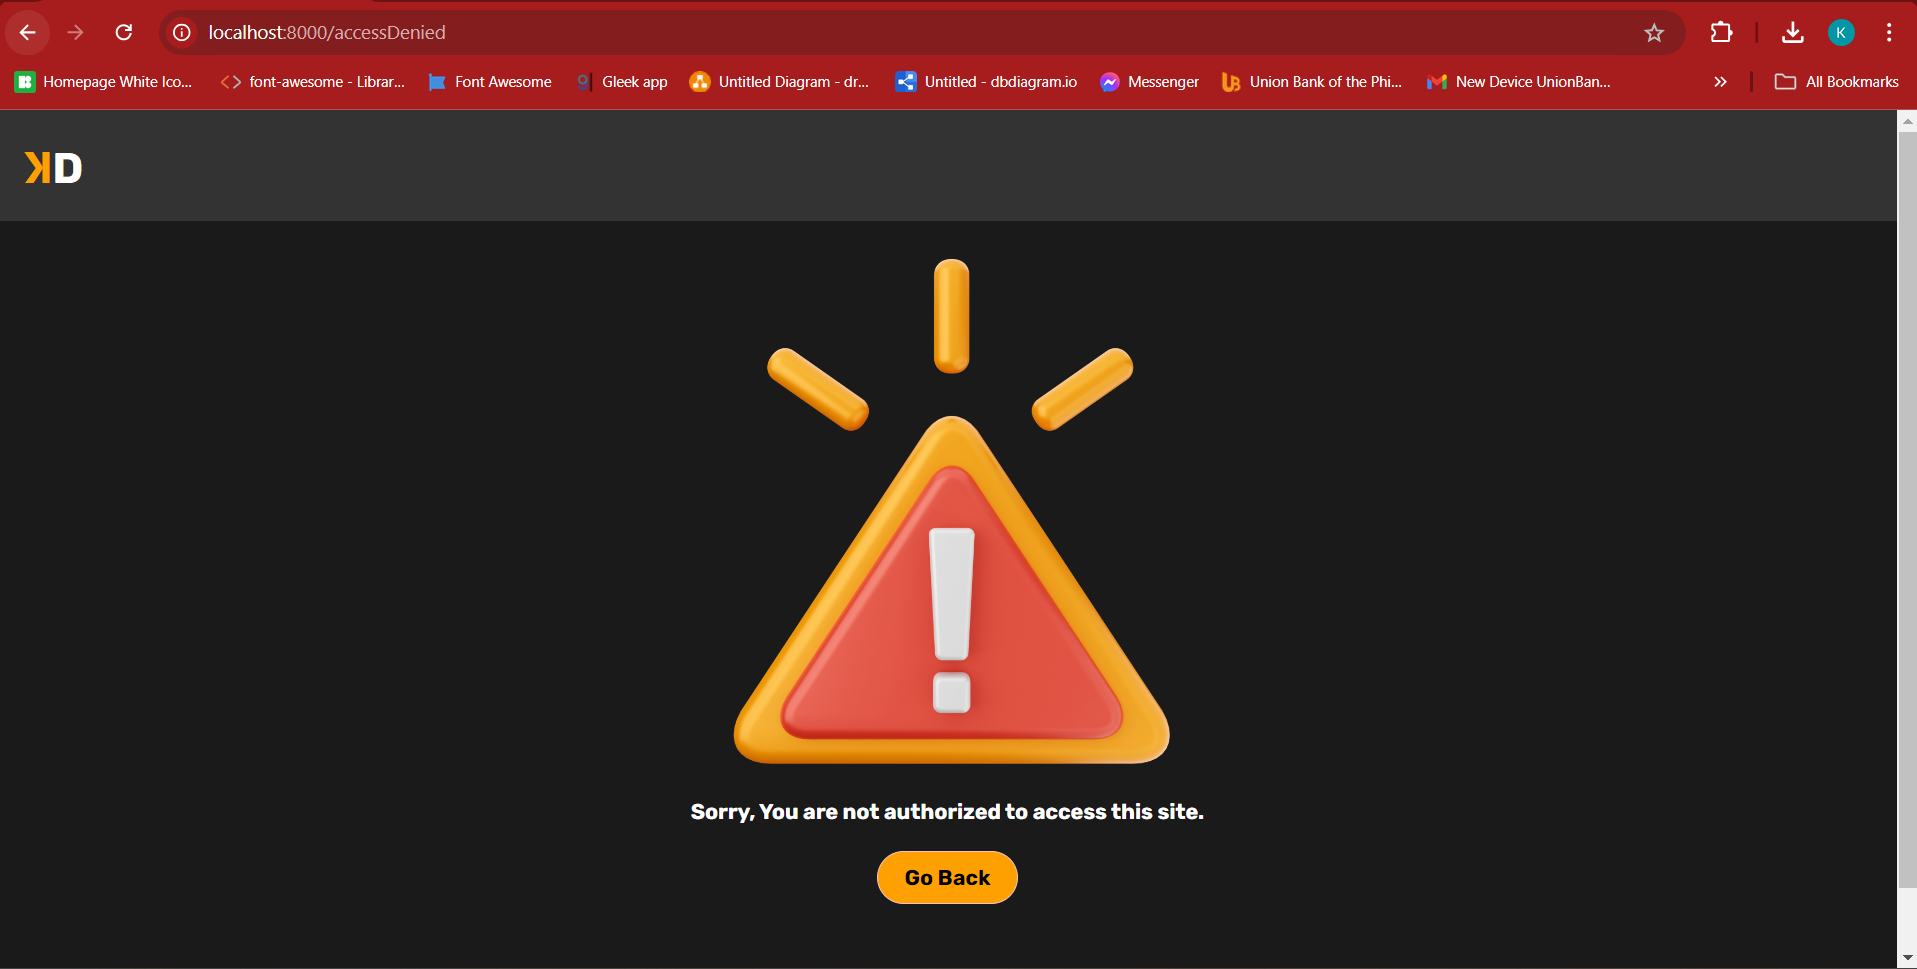 localhost:8000/accessDenied
K
Homepage White Ico... font-awesome - Librar... Font Awesome Gleek app Untitled Diagram - dr... Untitled - dbdiagram.io Messenger Union Bank of the Phi... New Device UnionBan... » All Bookmarks
KD
!
Sorry, You are not authorized to access this site.
Go Back